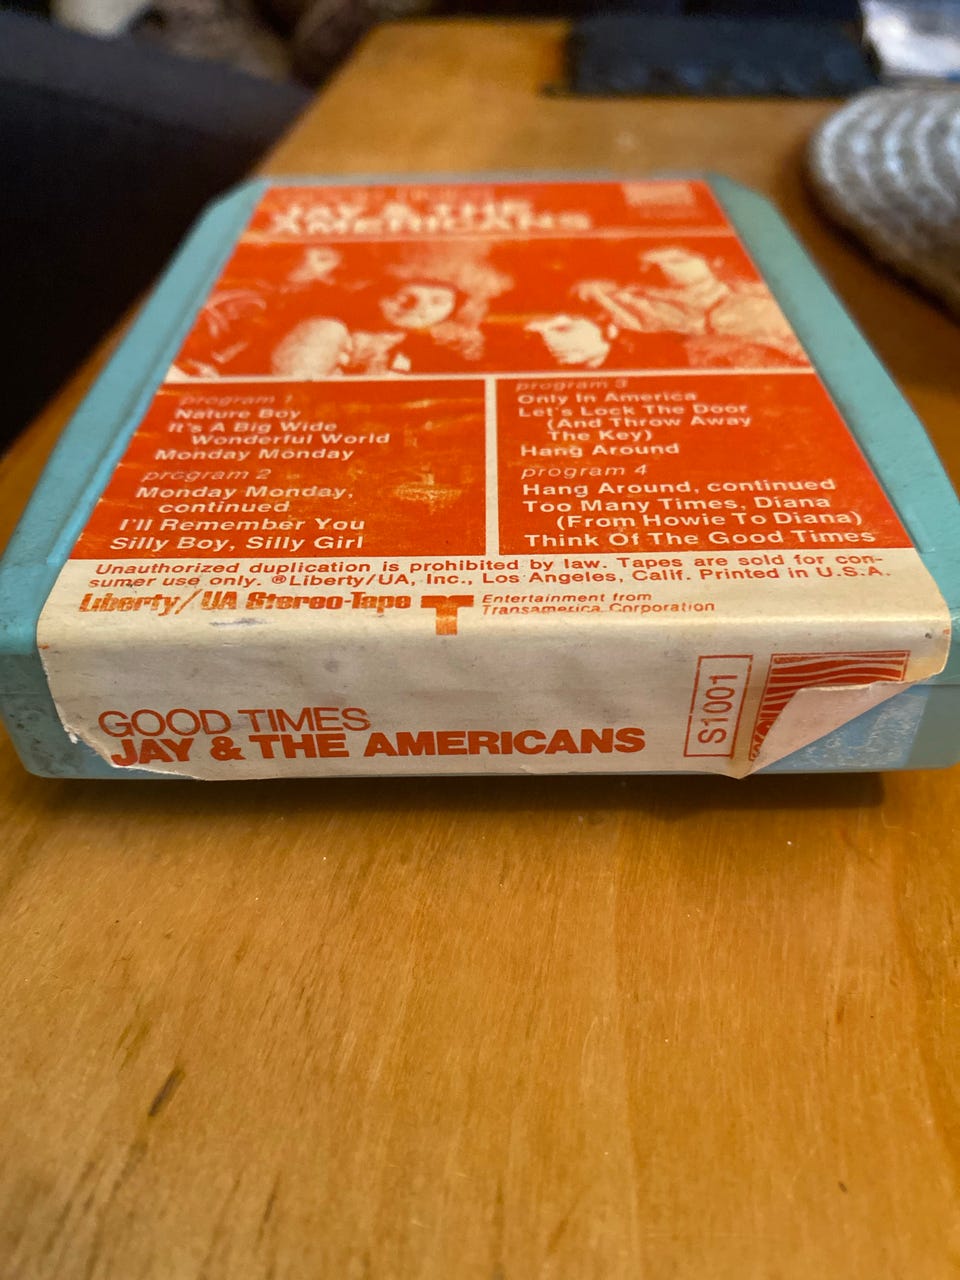 JAY & THE
AMERICANS
program 1
Nature Boy
It's A Big Wide
Wonderful World
Monday Monday
program 2
Monday Monday,
continued
I'll Remember You
Silly Boy, Silly Girl
program 3
Only In America
Let's Lock The Door
(And Throw Away
The Key)
Hang Around
program 4
Hang Around, continued
Too Many Times, Diana
(From Howie To Diana)
Think Of The Good Times
Unauthorized duplication is prohibited by law. Tapes are sold for con-
sumer use only. ®Liberty/UA, Inc., Los Angeles, Calif. Printed in U.S.A.
Liberty/UA Stereo-Tape
Entertainment from
Transamerica Corporation
GOOD TIMES
JAY & THE AMERICANS
S1001